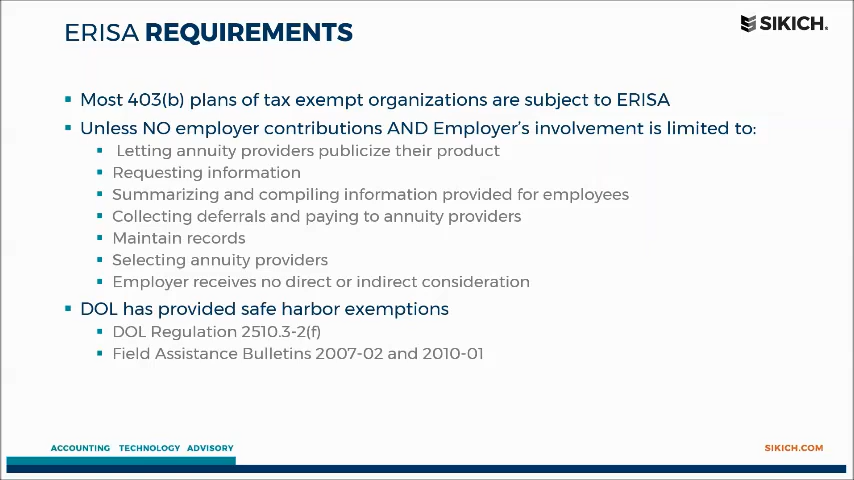 ERISA REQUIREMENTS
SIKICH.
Most 403(b) plans of tax exempt organizations are subject to ERISA
Unless NO employer contributions AND Employer's involvement is limited to:
Letting annuity providers publicize their product
Requesting information
Summarizing and compiling information provided for employees
Collecting deferrals and paying to annuity providers
Maintain records
Selecting annuity providers
Employer receives no direct or indirect consideration
DOL has provided safe harbor exemptions
DOL Regulation 2510.3-2(f)
Field Assistance Bulletins 2007-02 and 2010-01
ACCOUNTING TECHNOLOGY ADVISORY
SIKICH.COM